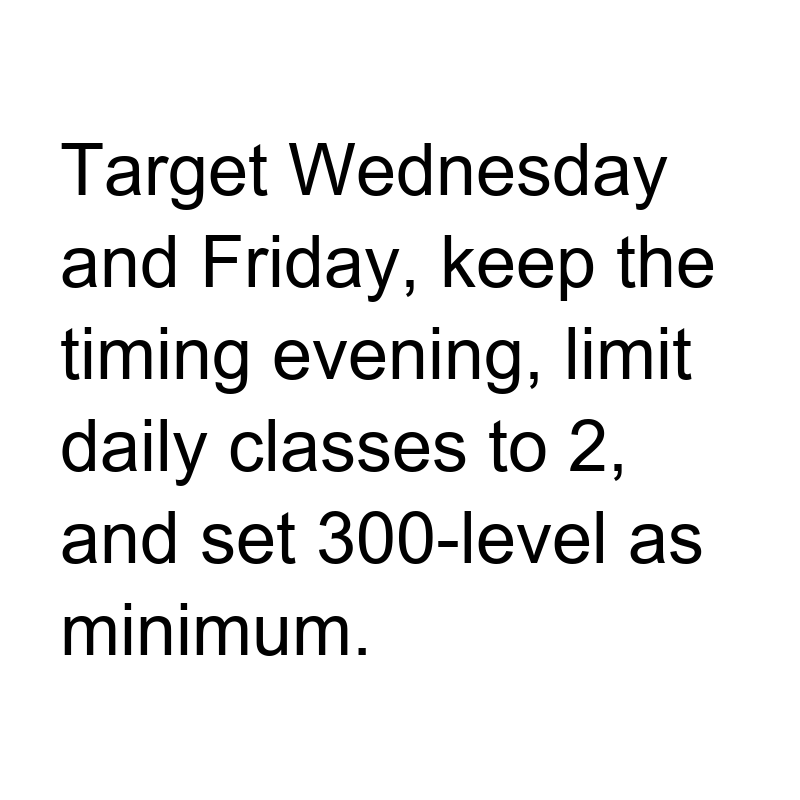 Target Wednesday
and Friday, keep the
timing evening, limit
daily classes to 2,
and set 300-level as
minimum.